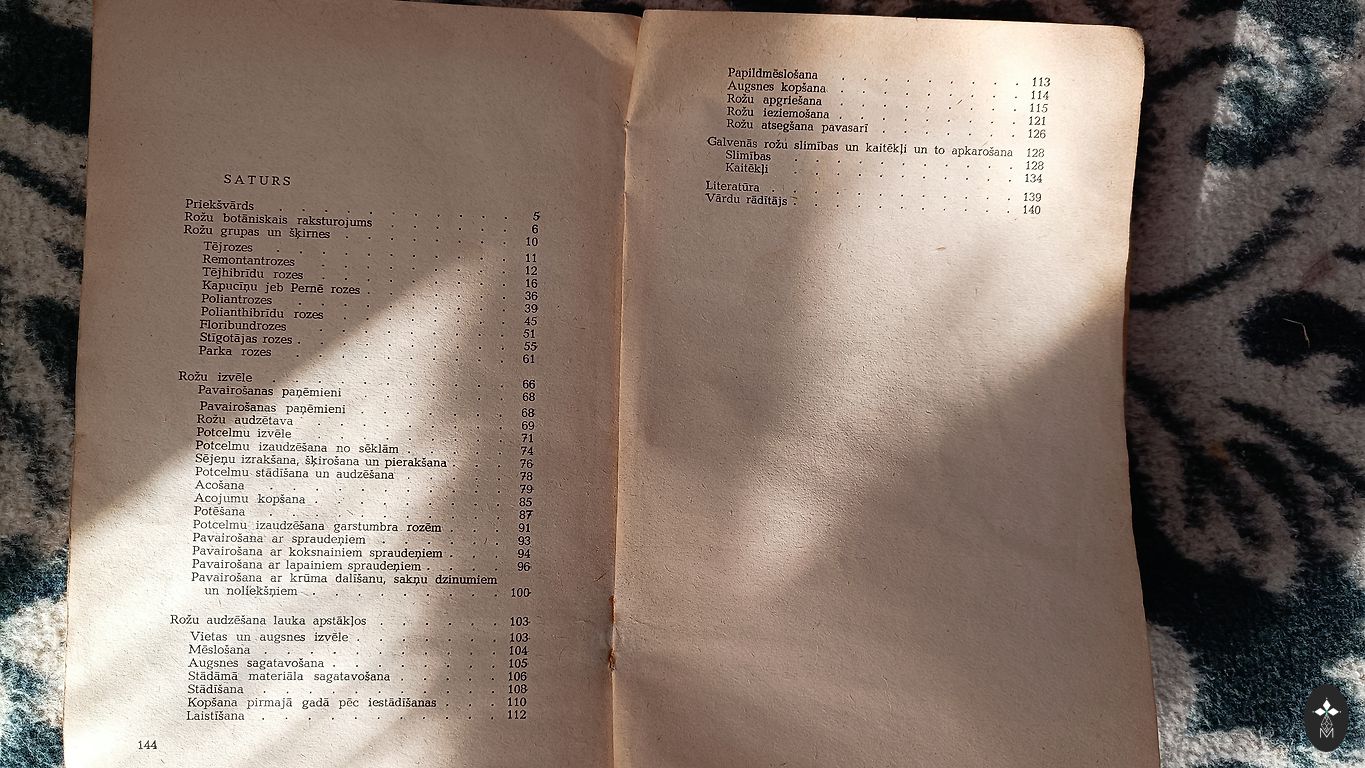 SATURS
Priekšvārds . . . . . . . . . . 5
Rožu botāniskais raksturojums . . . . . . 6
Rožu grupas un šķirnes . . . . . . . 10
Tējrozes . . . . . . . . . . 11
Remontantrozes . . . . . . . . 12
Tējhibrīdu rozes . . . . . . . . 16
Kapucīņu jeb Pernē rozes . . . . . . 36
Poliantrozes . . . . . . . . . 39
Polianthibrīdu rozes . . . . . . . 45
Floribundrozes . . . . . . . . 51
Stīgotājas rozes . . . . . . . . 55
Parka rozes . . . . . . . . . 61
Rožu izvēle . . . . . . . . . . 66
Pavairošanas paņēmieni . . . . . . . 68
Pavairošanas paņēmieni . . . . . . . 68
Rožu audzētava . . . . . . . . 69
Potcelmu izvēle . . . . . . . . 71
Potcelmu izaudzēšana no sēklām . . . . . 74
Sējeņu izrakšana, šķirošana un pierakšana . . . 76
Potcelmu stādīšana un audzēšana . . . . . 78
Acošana . . . . . . . . . . 79
Acojumu kopšana . . . . . . . . 85
Potēšana . . . . . . . . . . 87
Potcelmu izaudzēšana garstumbra rozēm . . . 91
Pavairošana ar spraudeņiem . . . . . . 93
Pavairošana ar koksnainiem spraudeņiem . . . 94
Pavairošana ar lapainiem spraudeņiem . . . . 96
Pavairošana ar krūma dalīšanu, sakņu dzinumiem
un noliekšņiem . . . . . . . . 100
Rožu audzēšana lauka apstākļos . . . . . . 103
Vietas un augsnes izvēle . . . . . . . 103
Mēslošana . . . . . . . . . . 104
Augsnes sagatavošana . . . . . . . 105
Stādāmā materiāla sagatavošana . . . . . 106
Stādīšana . . . . . . . . . . 108
Kopšana pirmajā gadā pēc iestādīšanas . . . 110
Laistīšana . . . . . . . . . . 112
144
Papildmēslošana . . . . . . . . 113
Augsnes kopšana . . . . . . . . 114
Rožu apgriešana . . . . . . . . 115
Rožu ieziemošana . . . . . . . . 121
Rožu atsegšana pavasarī . . . . . . . 126
Galvenās rožu slimības un kaitēkļi un to apkarošana 128
Slimības . . . . . . . . . . 128
Kaitēkļi . . . . . . . . . . 134
Literatūra . . . . . . . . . . 139
Vārdu rādītājs . . . . . . . . . 140
M